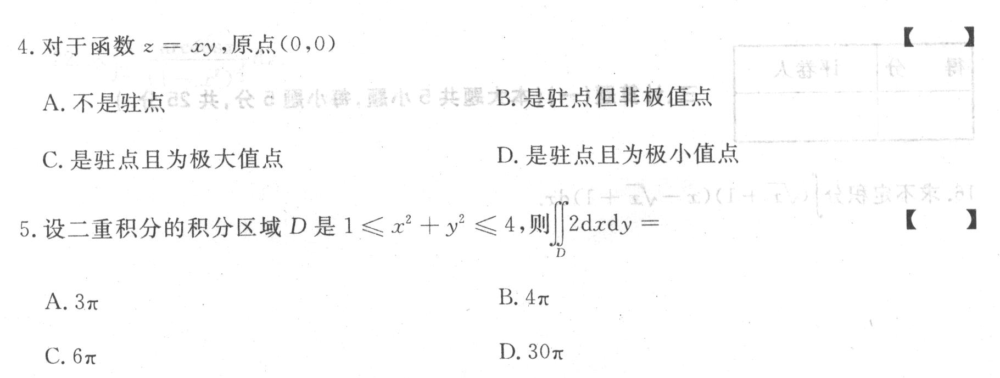 4. 对于函数 z = xy,原点(0,0) 【 】
A. 不是驻点 B. 是驻点但非极值点
C. 是驻点且为极大值点 D. 是驻点且为极小值点
5. 设二重积分的积分区域 D 是 1 ⩽ x² + y² ⩽ 4,则∬_D 2dxdy = 【 】
A. 3π B. 4π
C. 6π D. 30π